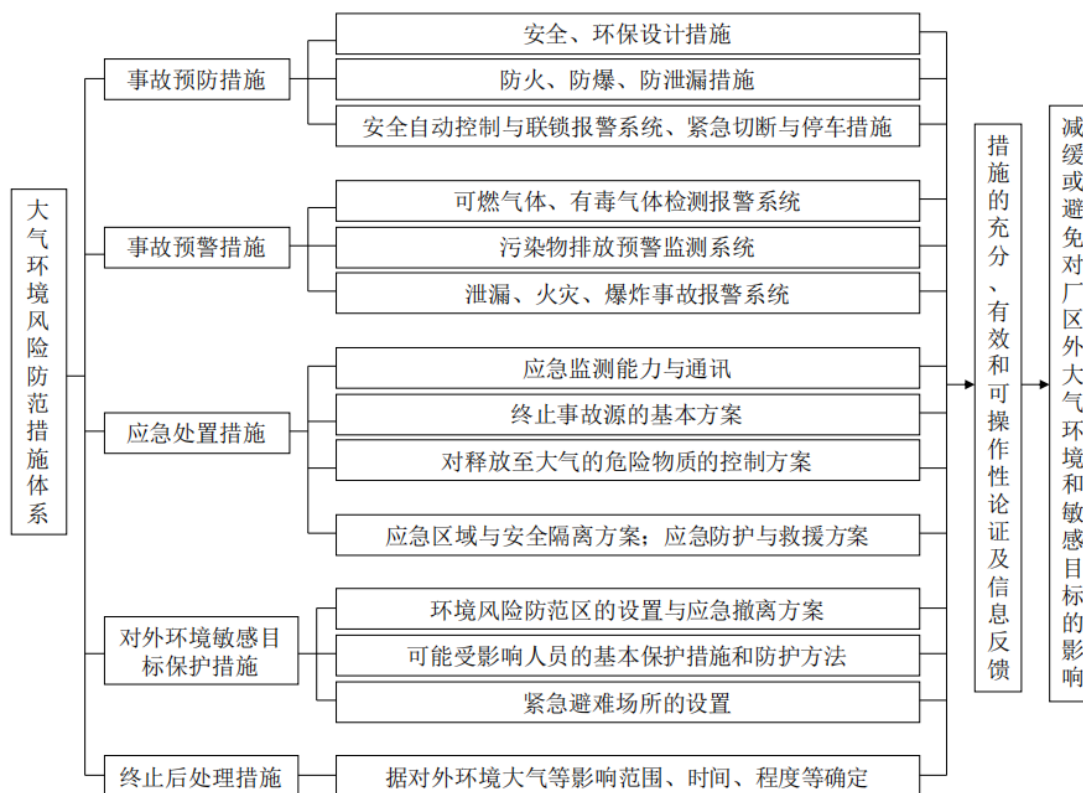 大气环境风险防范措施体系
事故预防措施
安全、环保设计措施
防火、防爆、防泄漏措施
安全自动控制与联锁报警系统、紧急切断与停车措施
事故预警措施
可燃气体、有毒气体检测报警系统
污染物排放预警监测系统
泄漏、火灾、爆炸事故报警系统
应急处置措施
应急监测能力与通讯
终止事故源的基本方案
对释放至大气的危险物质的控制方案
应急区域与安全隔离方案；应急防护与救援方案
对外环境敏感目
标保护措施
环境风险防范区的设置与应急撤离方案
可能受影响人员的基本保护措施和防护方法
紧急避难场所的设置
终止后处理措施
据对外环境大气等影响范围、时间、程度等确定
措施的充分、有效和可操作性论证及信息反馈
减缓或避免对厂区外大气环境和敏感目标的影响